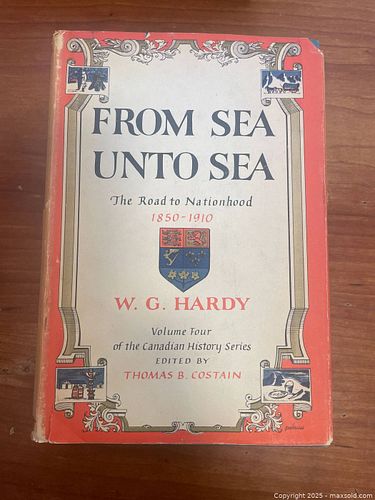 FROM SEA
UNTO SEA
The Road to Nationhood
1850-1910
W. G. HARDY
Volume Four
of the Canadian History Series
EDITED BY
THOMAS B. COSTAIN
Copyright © 2025 - maxsold.com